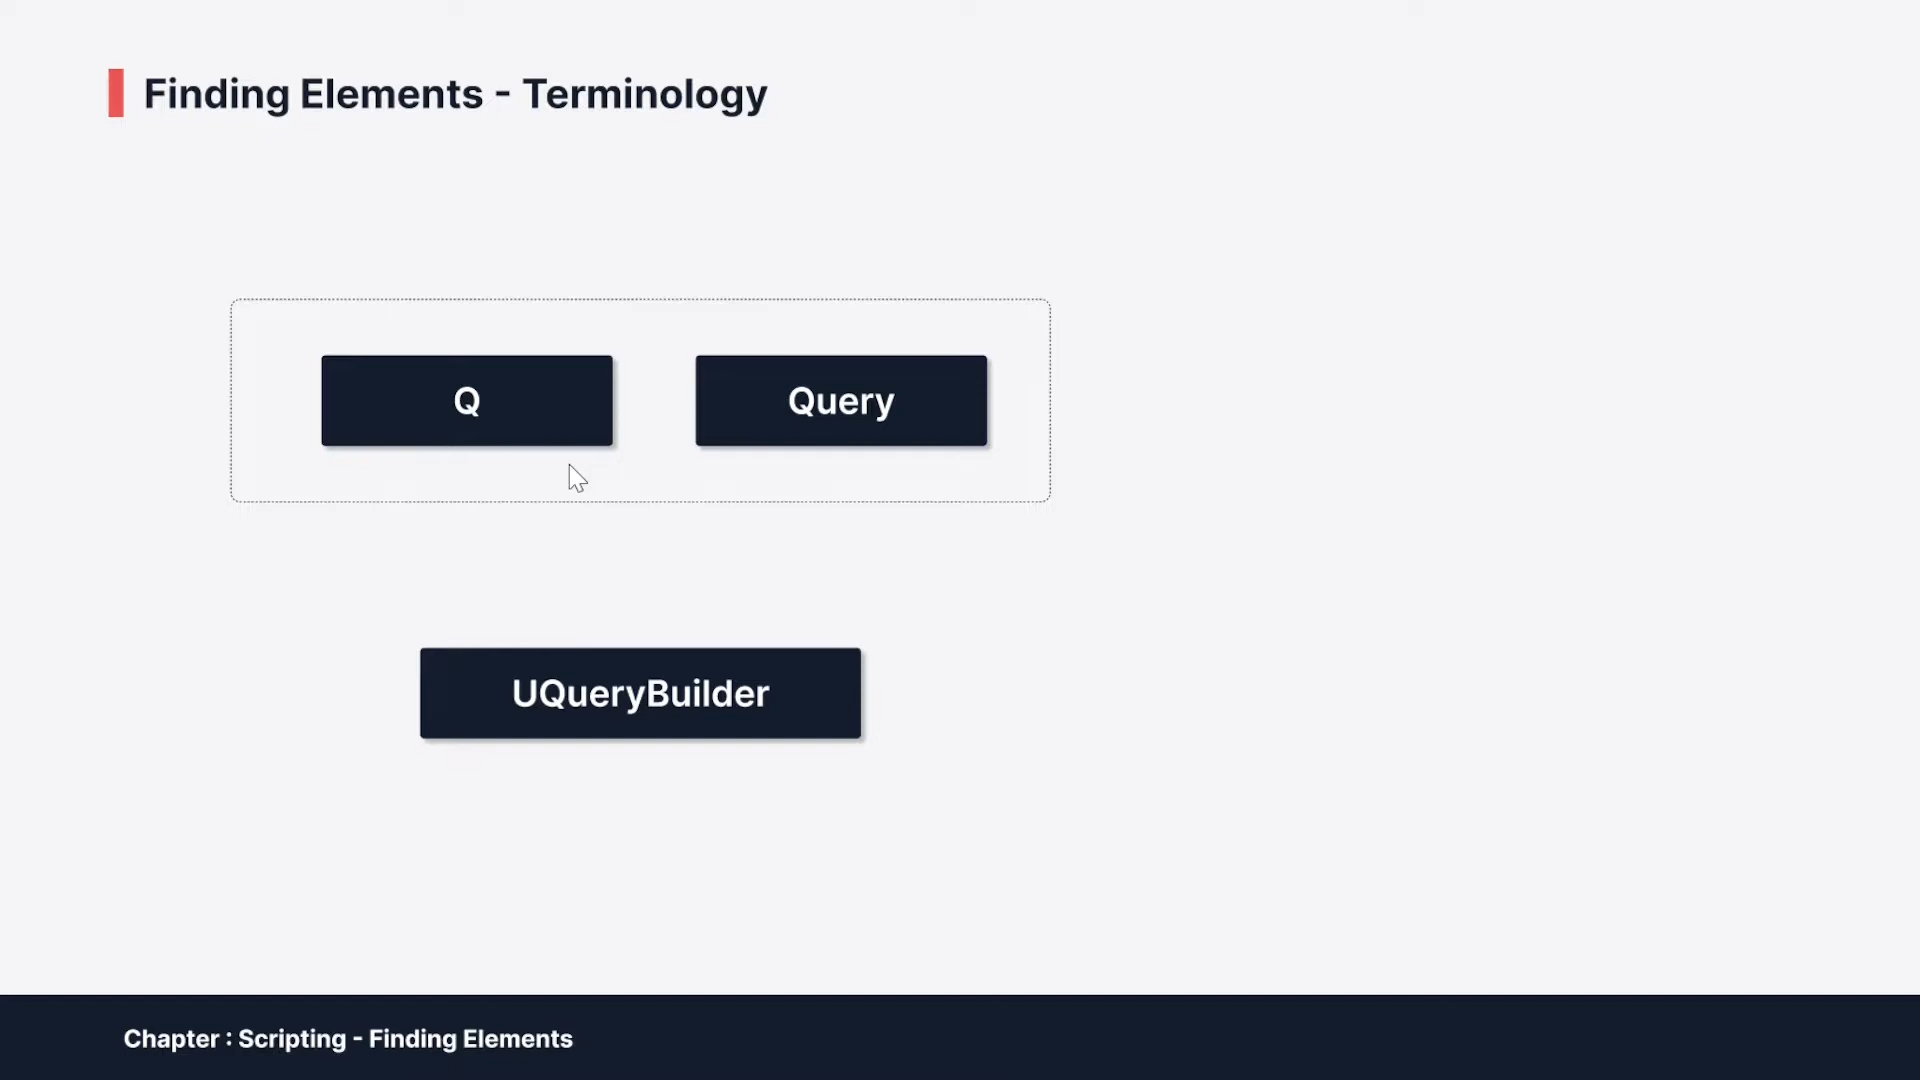 Finding Elements - Terminology
Q
Query
UQueryBuilder
Chapter : Scripting - Finding Elements